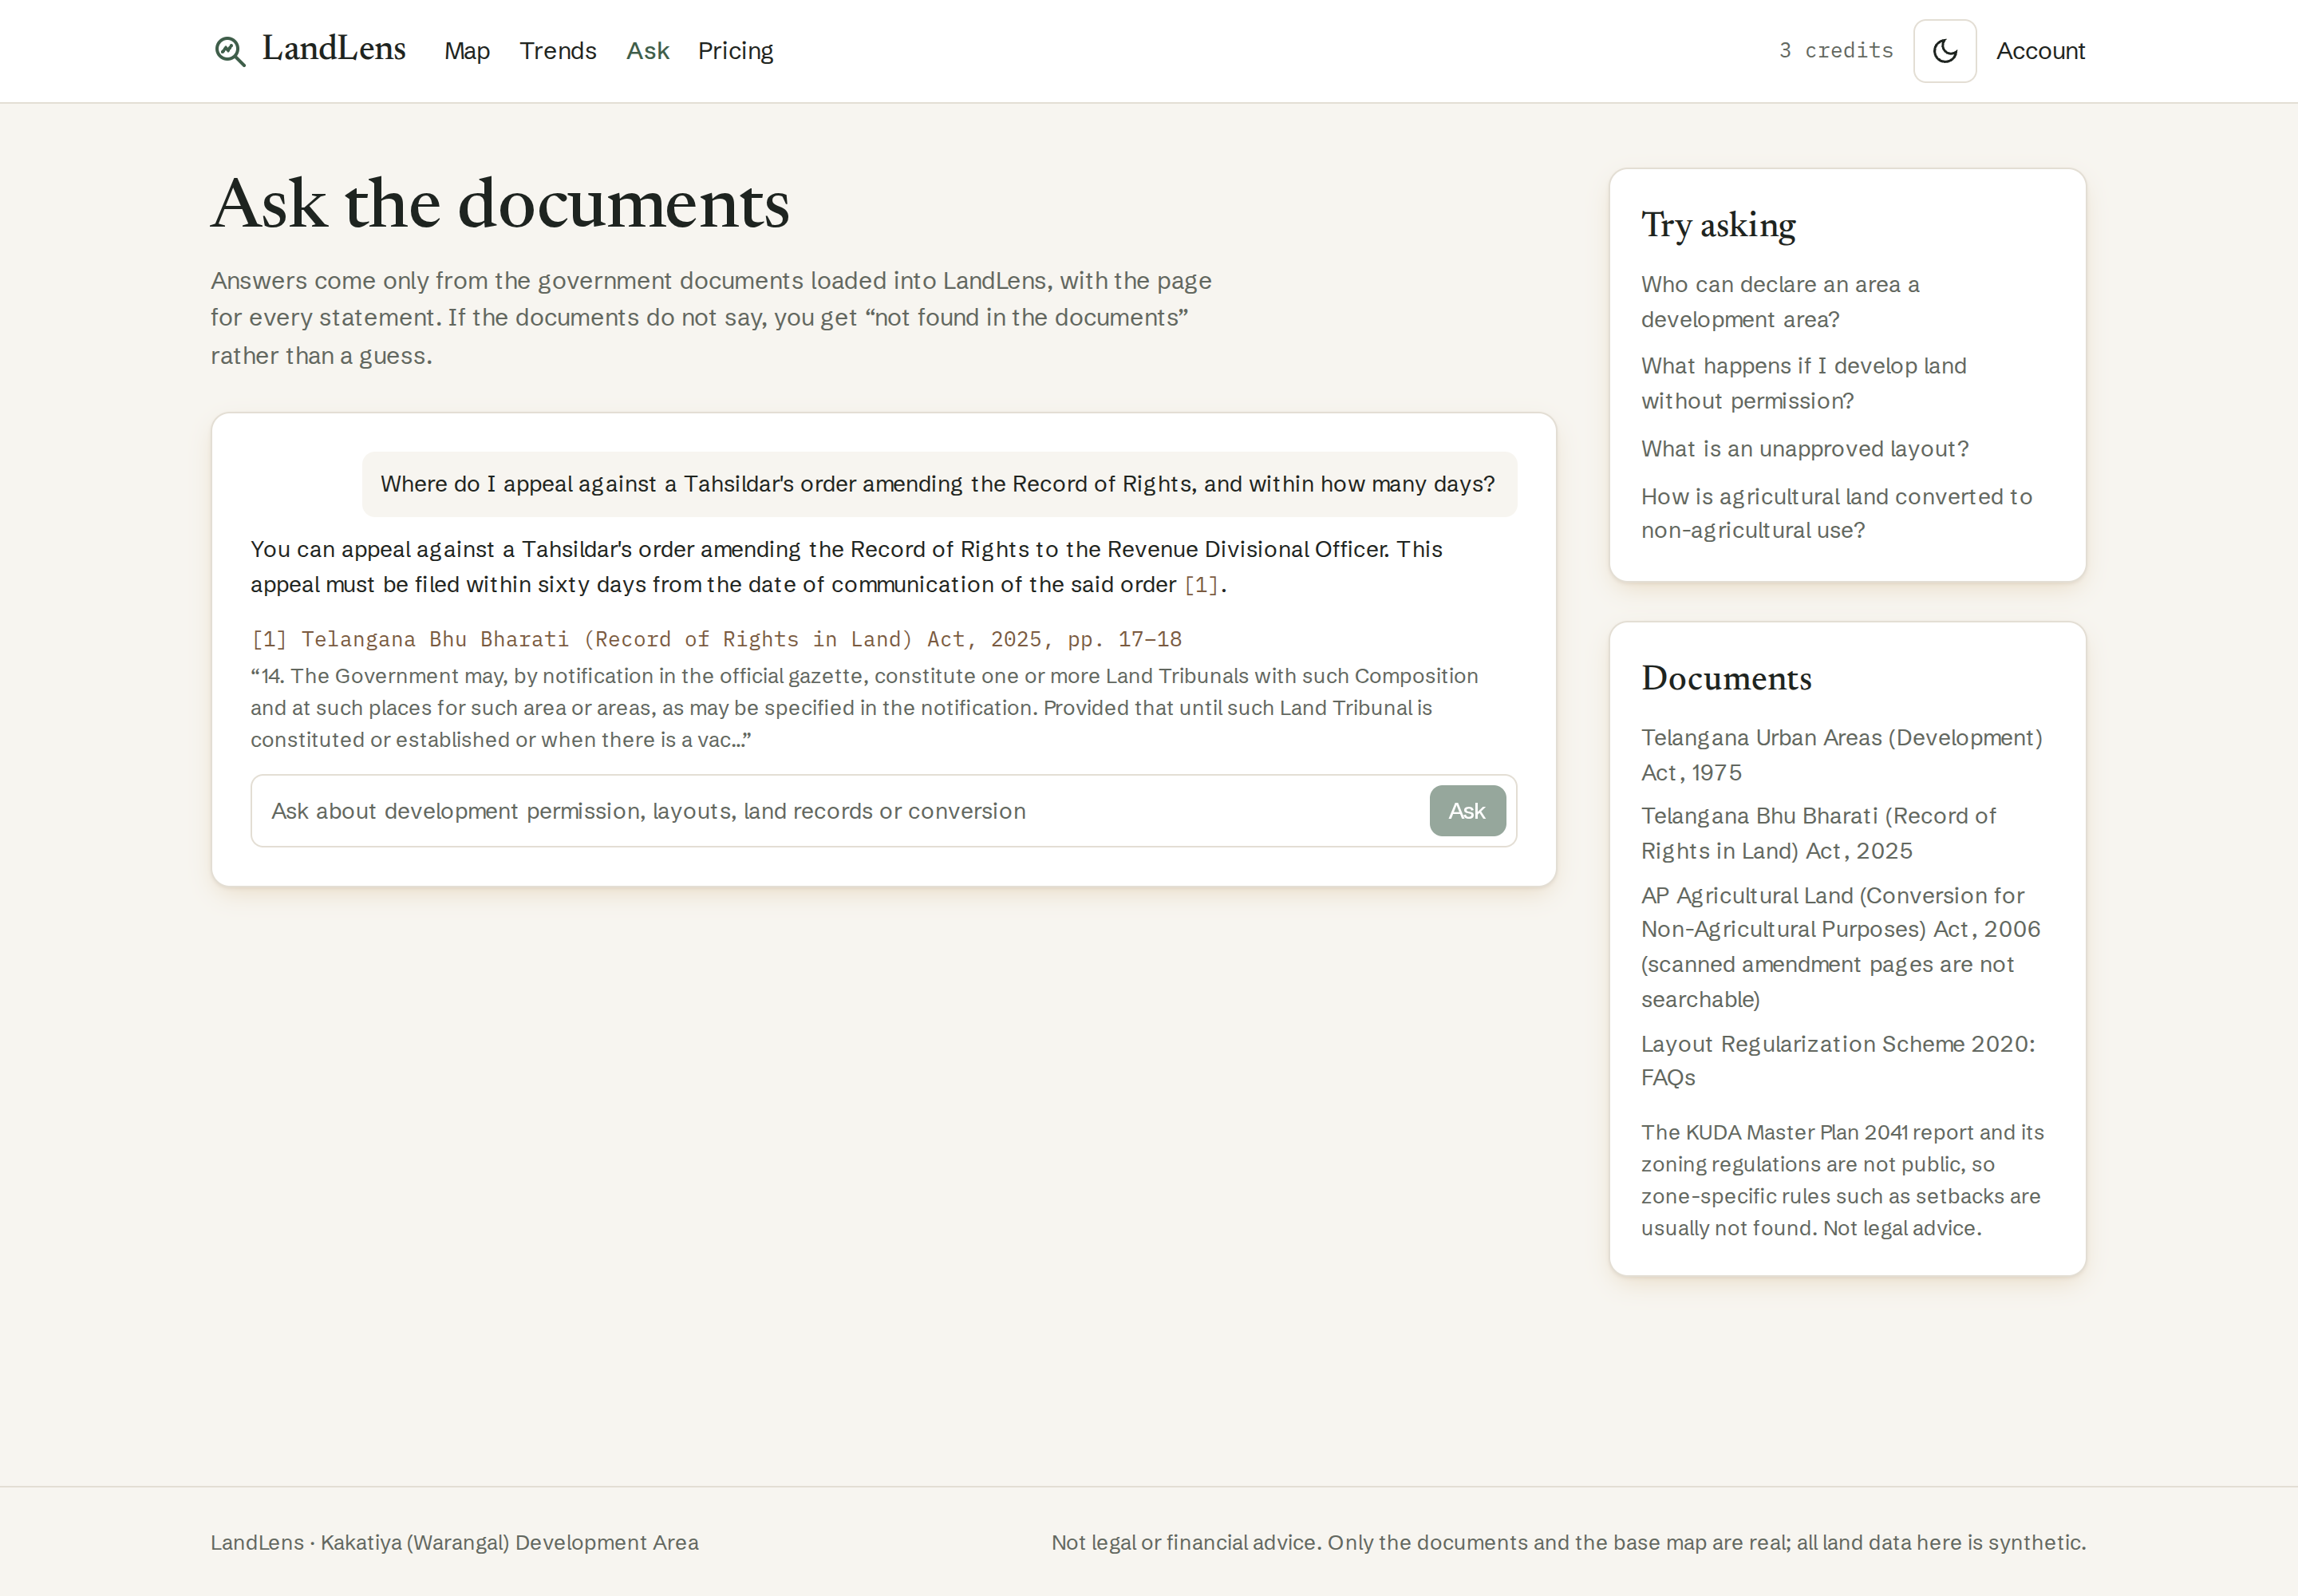 LandLens
Map
Trends
Ask
Pricing
3 credits
Account
Ask the documents
Answers come only from the government documents loaded into LandLens, with the page
for every statement. If the documents do not say, you get “not found in the documents”
rather than a guess.
Where do I appeal against a Tahsildar's order amending the Record of Rights, and within how many days?
You can appeal against a Tahsildar's order amending the Record of Rights to the Revenue Divisional Officer. This
appeal must be filed within sixty days from the date of communication of the said order [1].
[1] Telangana Bhu Bharati (Record of Rights in Land) Act, 2025, pp. 17–18
“14. The Government may, by notification in the official gazette, constitute one or more Land Tribunals with such Composition
and at such places for such area or areas, as may be specified in the notification. Provided that until such Land Tribunal is
constituted or established or when there is a vac…”
Ask about development permission, layouts, land records or conversion
Ask
Try asking
Who can declare an area a
development area?
What happens if I develop land
without permission?
What is an unapproved layout?
How is agricultural land converted to
non-agricultural use?
Documents
Telangana Urban Areas (Development)
Act, 1975
Telangana Bhu Bharati (Record of
Rights in Land) Act, 2025
AP Agricultural Land (Conversion for
Non-Agricultural Purposes) Act, 2006
(scanned amendment pages are not
searchable)
Layout Regularization Scheme 2020:
FAQs
The KUDA Master Plan 2041 report and its
zoning regulations are not public, so
zone-specific rules such as setbacks are
usually not found. Not legal advice.
LandLens · Kakatiya (Warangal) Development Area
Not legal or financial advice. Only the documents and the base map are real; all land data here is synthetic.